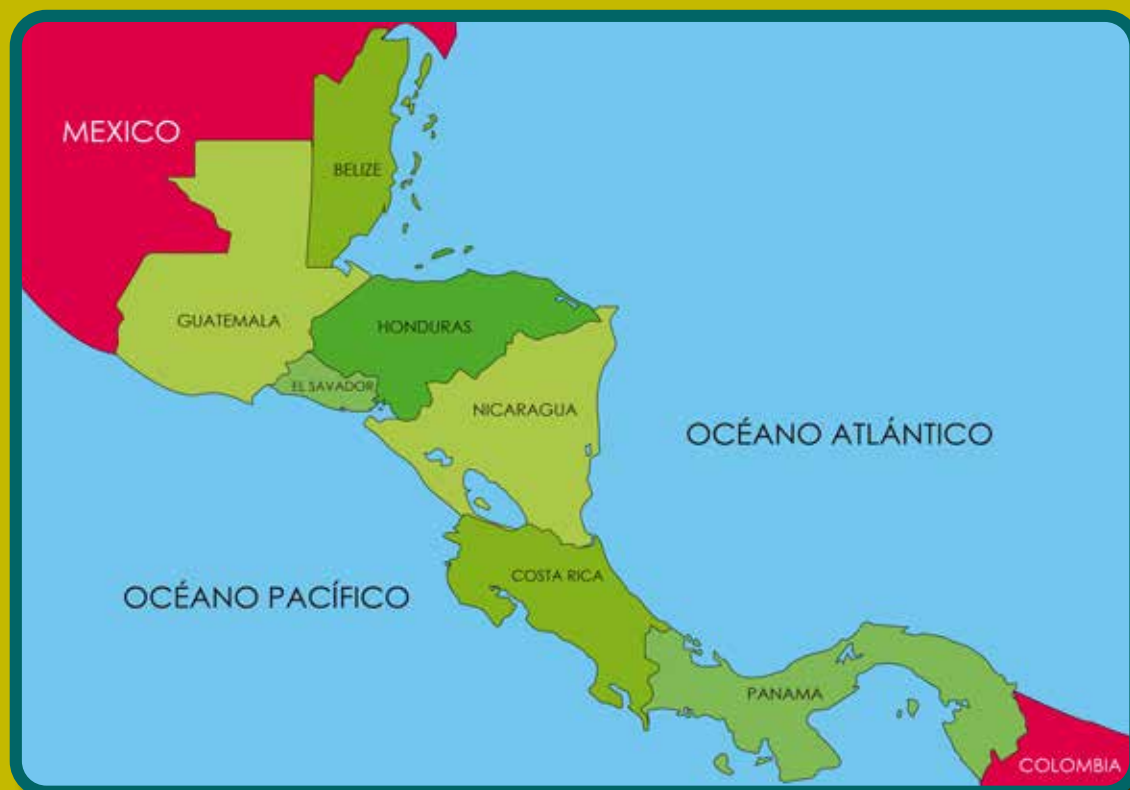 MEXICO
BELIZE
GUATEMALA
HONDURAS
EL SAVADOR
NICARAGUA
OCÉANO ATLÁNTICO
COSTA RICA
OCÉANO PACÍFICO
PANAMA
COLOMBIA